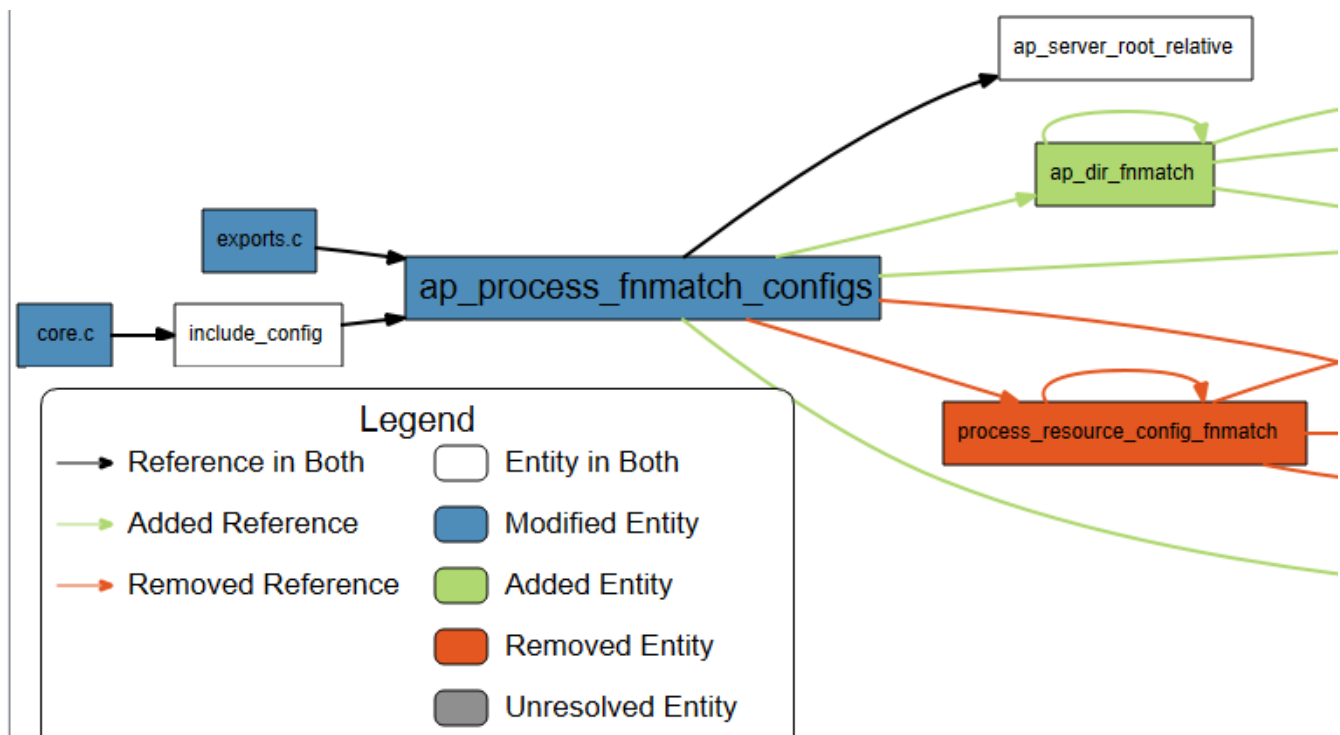 ap_server_root_relative
ap_dir_fnmatch
exports.c
ap_process_fnmatch_configs
core.c
include_config
process_resource_config_fnmatch
Legend
Reference in Both
Entity in Both
Added Reference
Modified Entity
Removed Reference
Added Entity
Removed Entity
Unresolved Entity